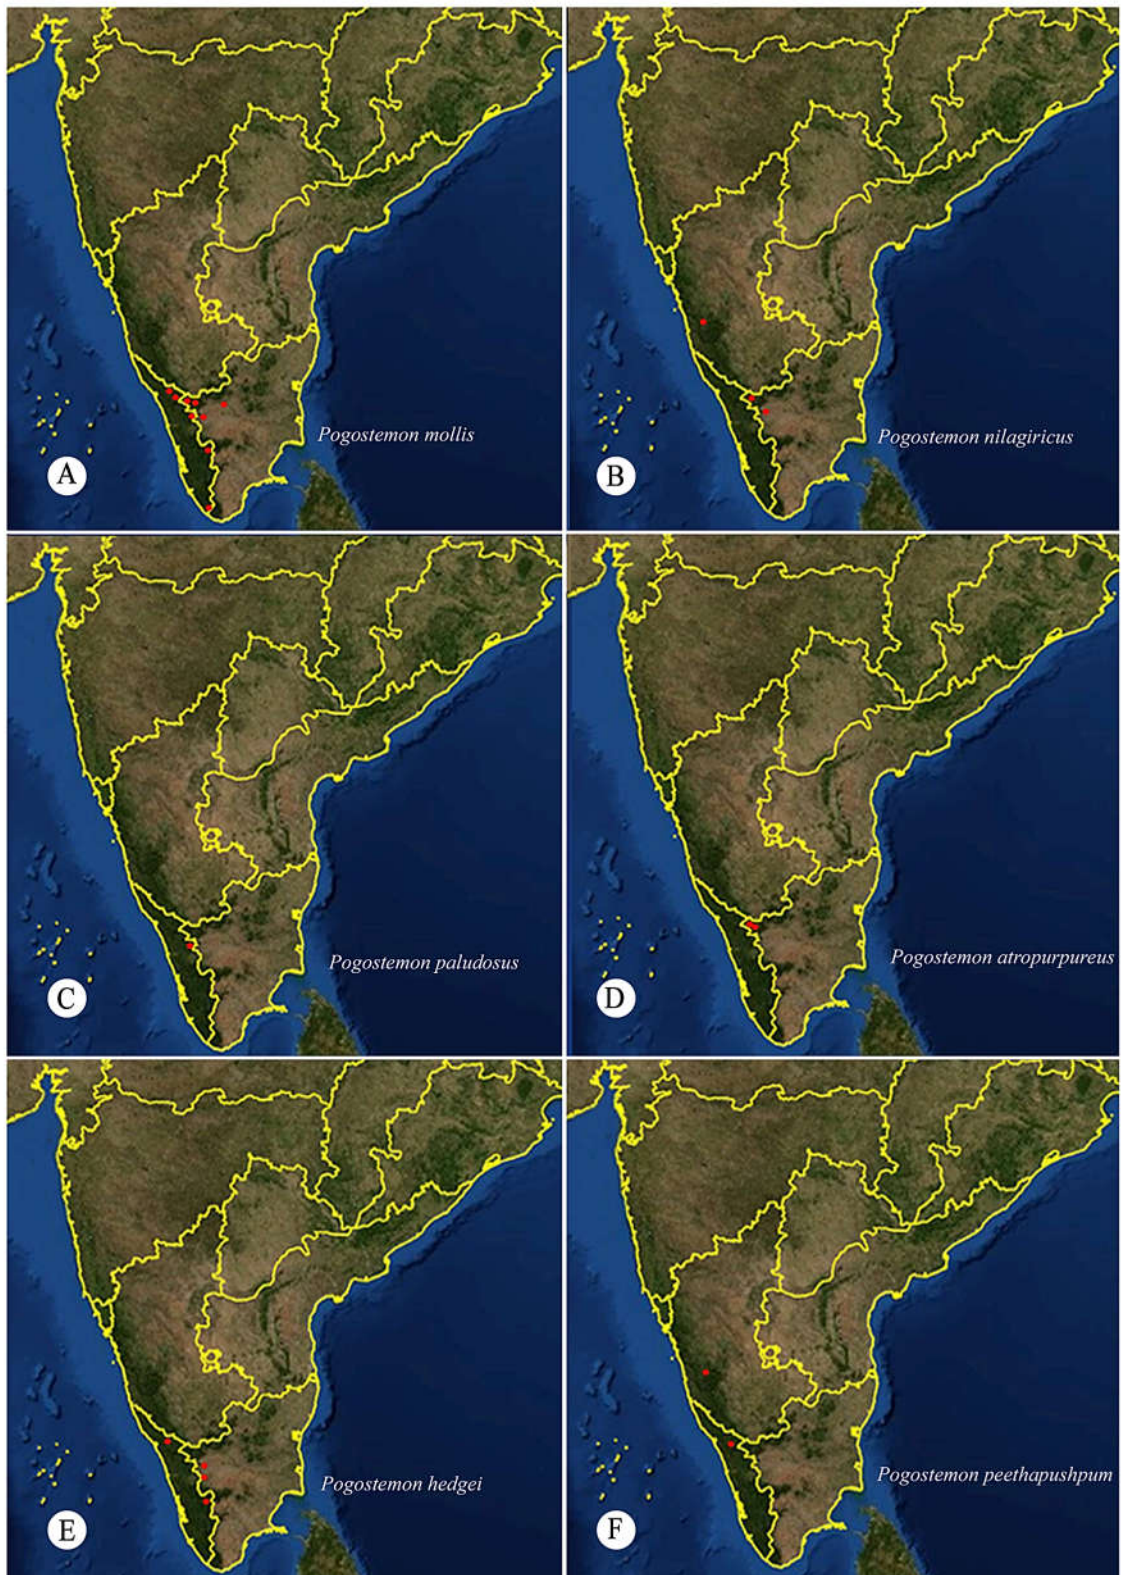 Pogostemon mollis
A
Pogostemon nilagiricus
B
Pogostemon paludosus
C
Pogostemon atropurpureus
D
Pogostemon hedgei
E
Pogostemon peethapushpum
F